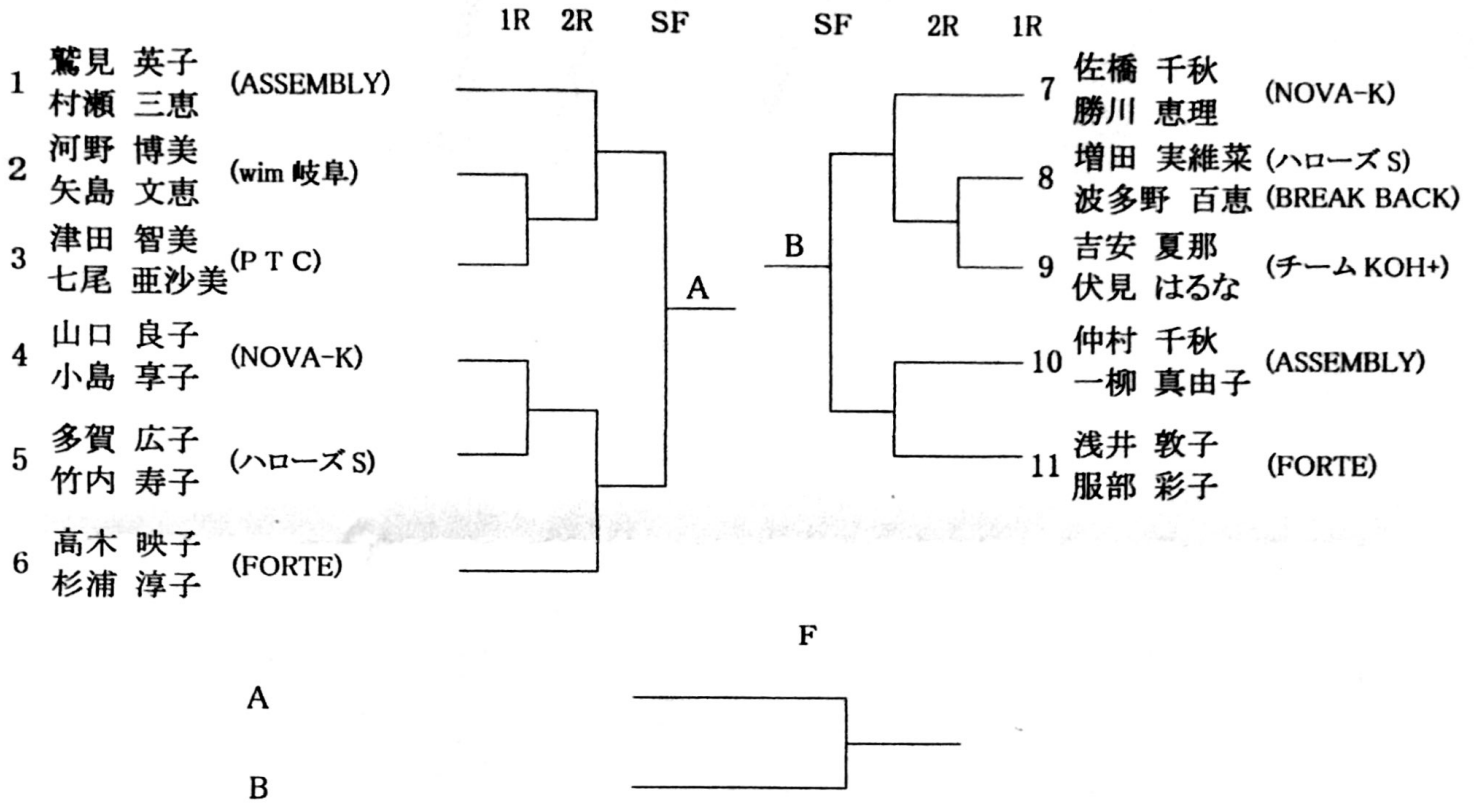 1R 2R SF SF 2R 1R
1 鷲見 英子 (ASSEMBLY)
村瀬 三恵
2 河野 博美 (wim 岐阜)
矢島 文恵
3 津田 智美 (P T C)
七尾 亜沙美
4 山口 良子 (NOVA-K)
小島 享子
5 多賀 広子 (ハローズ S)
竹内 寿子
6 髙木 映子 (FORTE)
杉浦 淳子
A
B
7 佐橋 千秋 (NOVA-K)
勝川 恵理
8 増田 実維菜 (ハローズ S)
波多野 百恵 (BREAK BACK)
9 吉安 夏那 (チーム KOH+)
伏見 はるな
10 仲村 千秋 (ASSEMBLY)
一柳 真由子
11 浅井 敦子 (FORTE)
服部 彩子
F
A
B